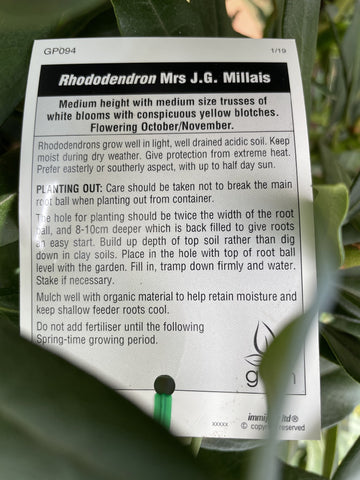 GP094 1/19
Rhododendron Mrs J.G. Millais
Medium height with medium size trusses of
white blooms with conspicuous yellow blotches.
Flowering October/November.
Rhododendrons grow well in light, well drained acidic soil. Keep
moist during dry weather. Give protection from extreme heat.
Prefer easterly or southerly aspect, with up to half day sun.
PLANTING OUT: Care should be taken not to break the main
root ball when planting out from container.
The hole for planting should be twice the width of the root
ball, and 8-10cm deeper which is back filled to give roots
an easy start. Build up depth of top soil rather than dig
down in clay soils. Place in the hole with top of root ball
level with the garden. Fill in, tramp down firmly and water.
Stake if necessary.
Mulch well with organic material to help retain moisture and
keep shallow feeder roots cool.
Do not add fertiliser until the following
Spring-time growing period.
ltd®
xxxxx © reserved